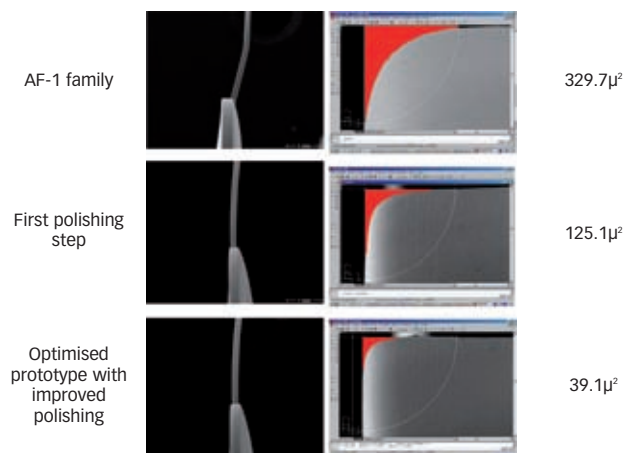 AF-1 family
329.7µ²
First polishing
step
125.1µ²
Optimised
prototype with
improved
polishing
39.1µ²